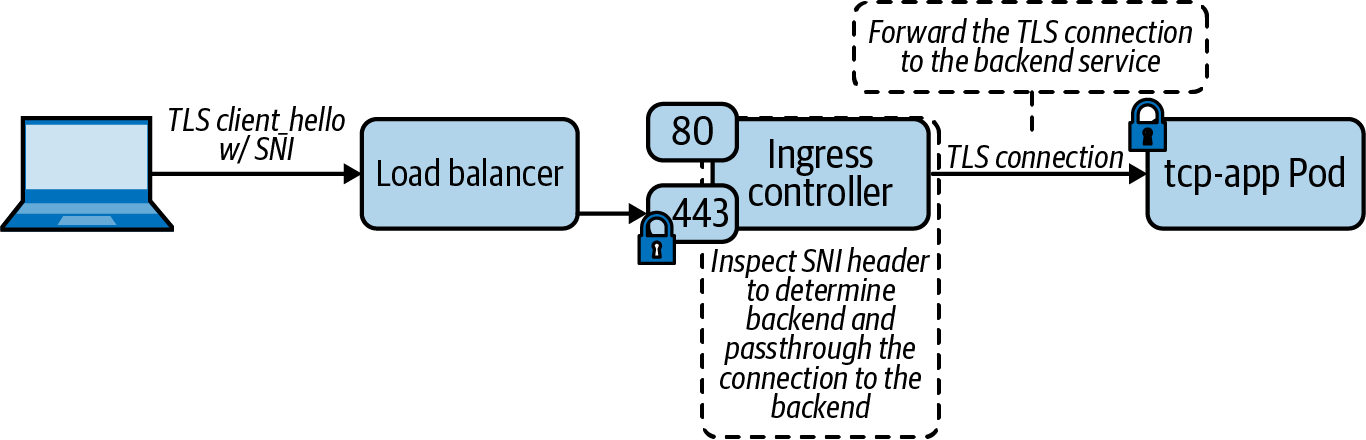 Forward the TLS connection
to the backend service
TLS client_hello
w/ SNI
Load balancer
80
443
Ingress
controller
TLS connection
tcp-app Pod
Inspect SNI header
to determine
backend and
passthrough the
connection to the
backend